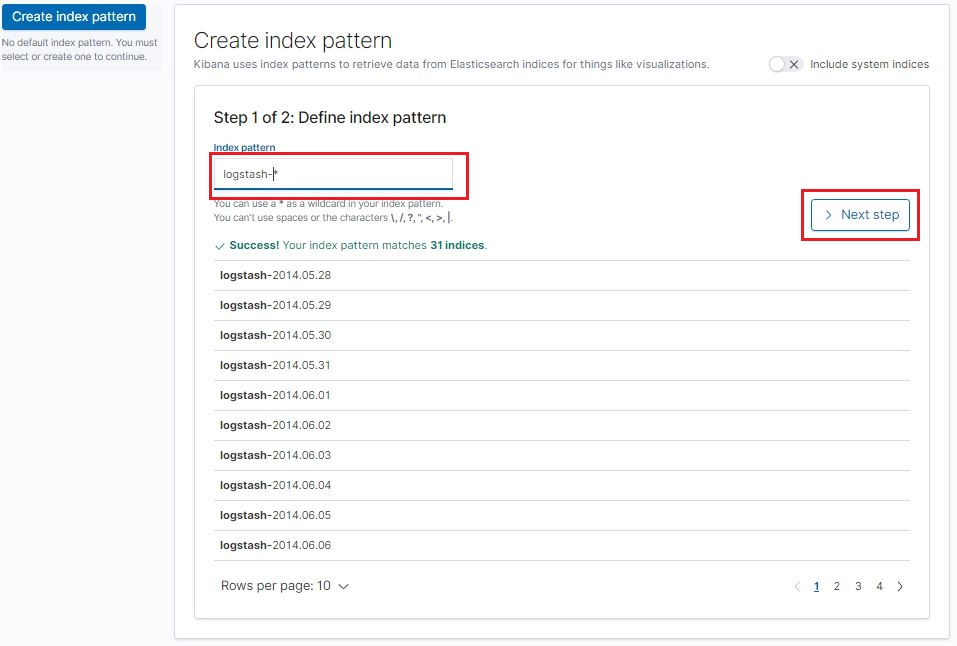 Create index pattern
No default index pattern. You must
select or create one to continue.
Create index pattern
Kibana uses index patterns to retrieve data from Elasticsearch indices for things like visualizations.
Include system indices
Step 1 of 2: Define index pattern
Index pattern
logstash-*
You can use a * as a wildcard in your index pattern.
You can't use spaces or the characters \, /, ?, ", <, >, |.
Next step
Success! Your index pattern matches 31 indices.
logstash-2014.05.28
logstash-2014.05.29
logstash-2014.05.30
logstash-2014.05.31
logstash-2014.06.01
logstash-2014.06.02
logstash-2014.06.03
logstash-2014.06.04
logstash-2014.06.05
logstash-2014.06.06
Rows per page: 10
1 2 3 4